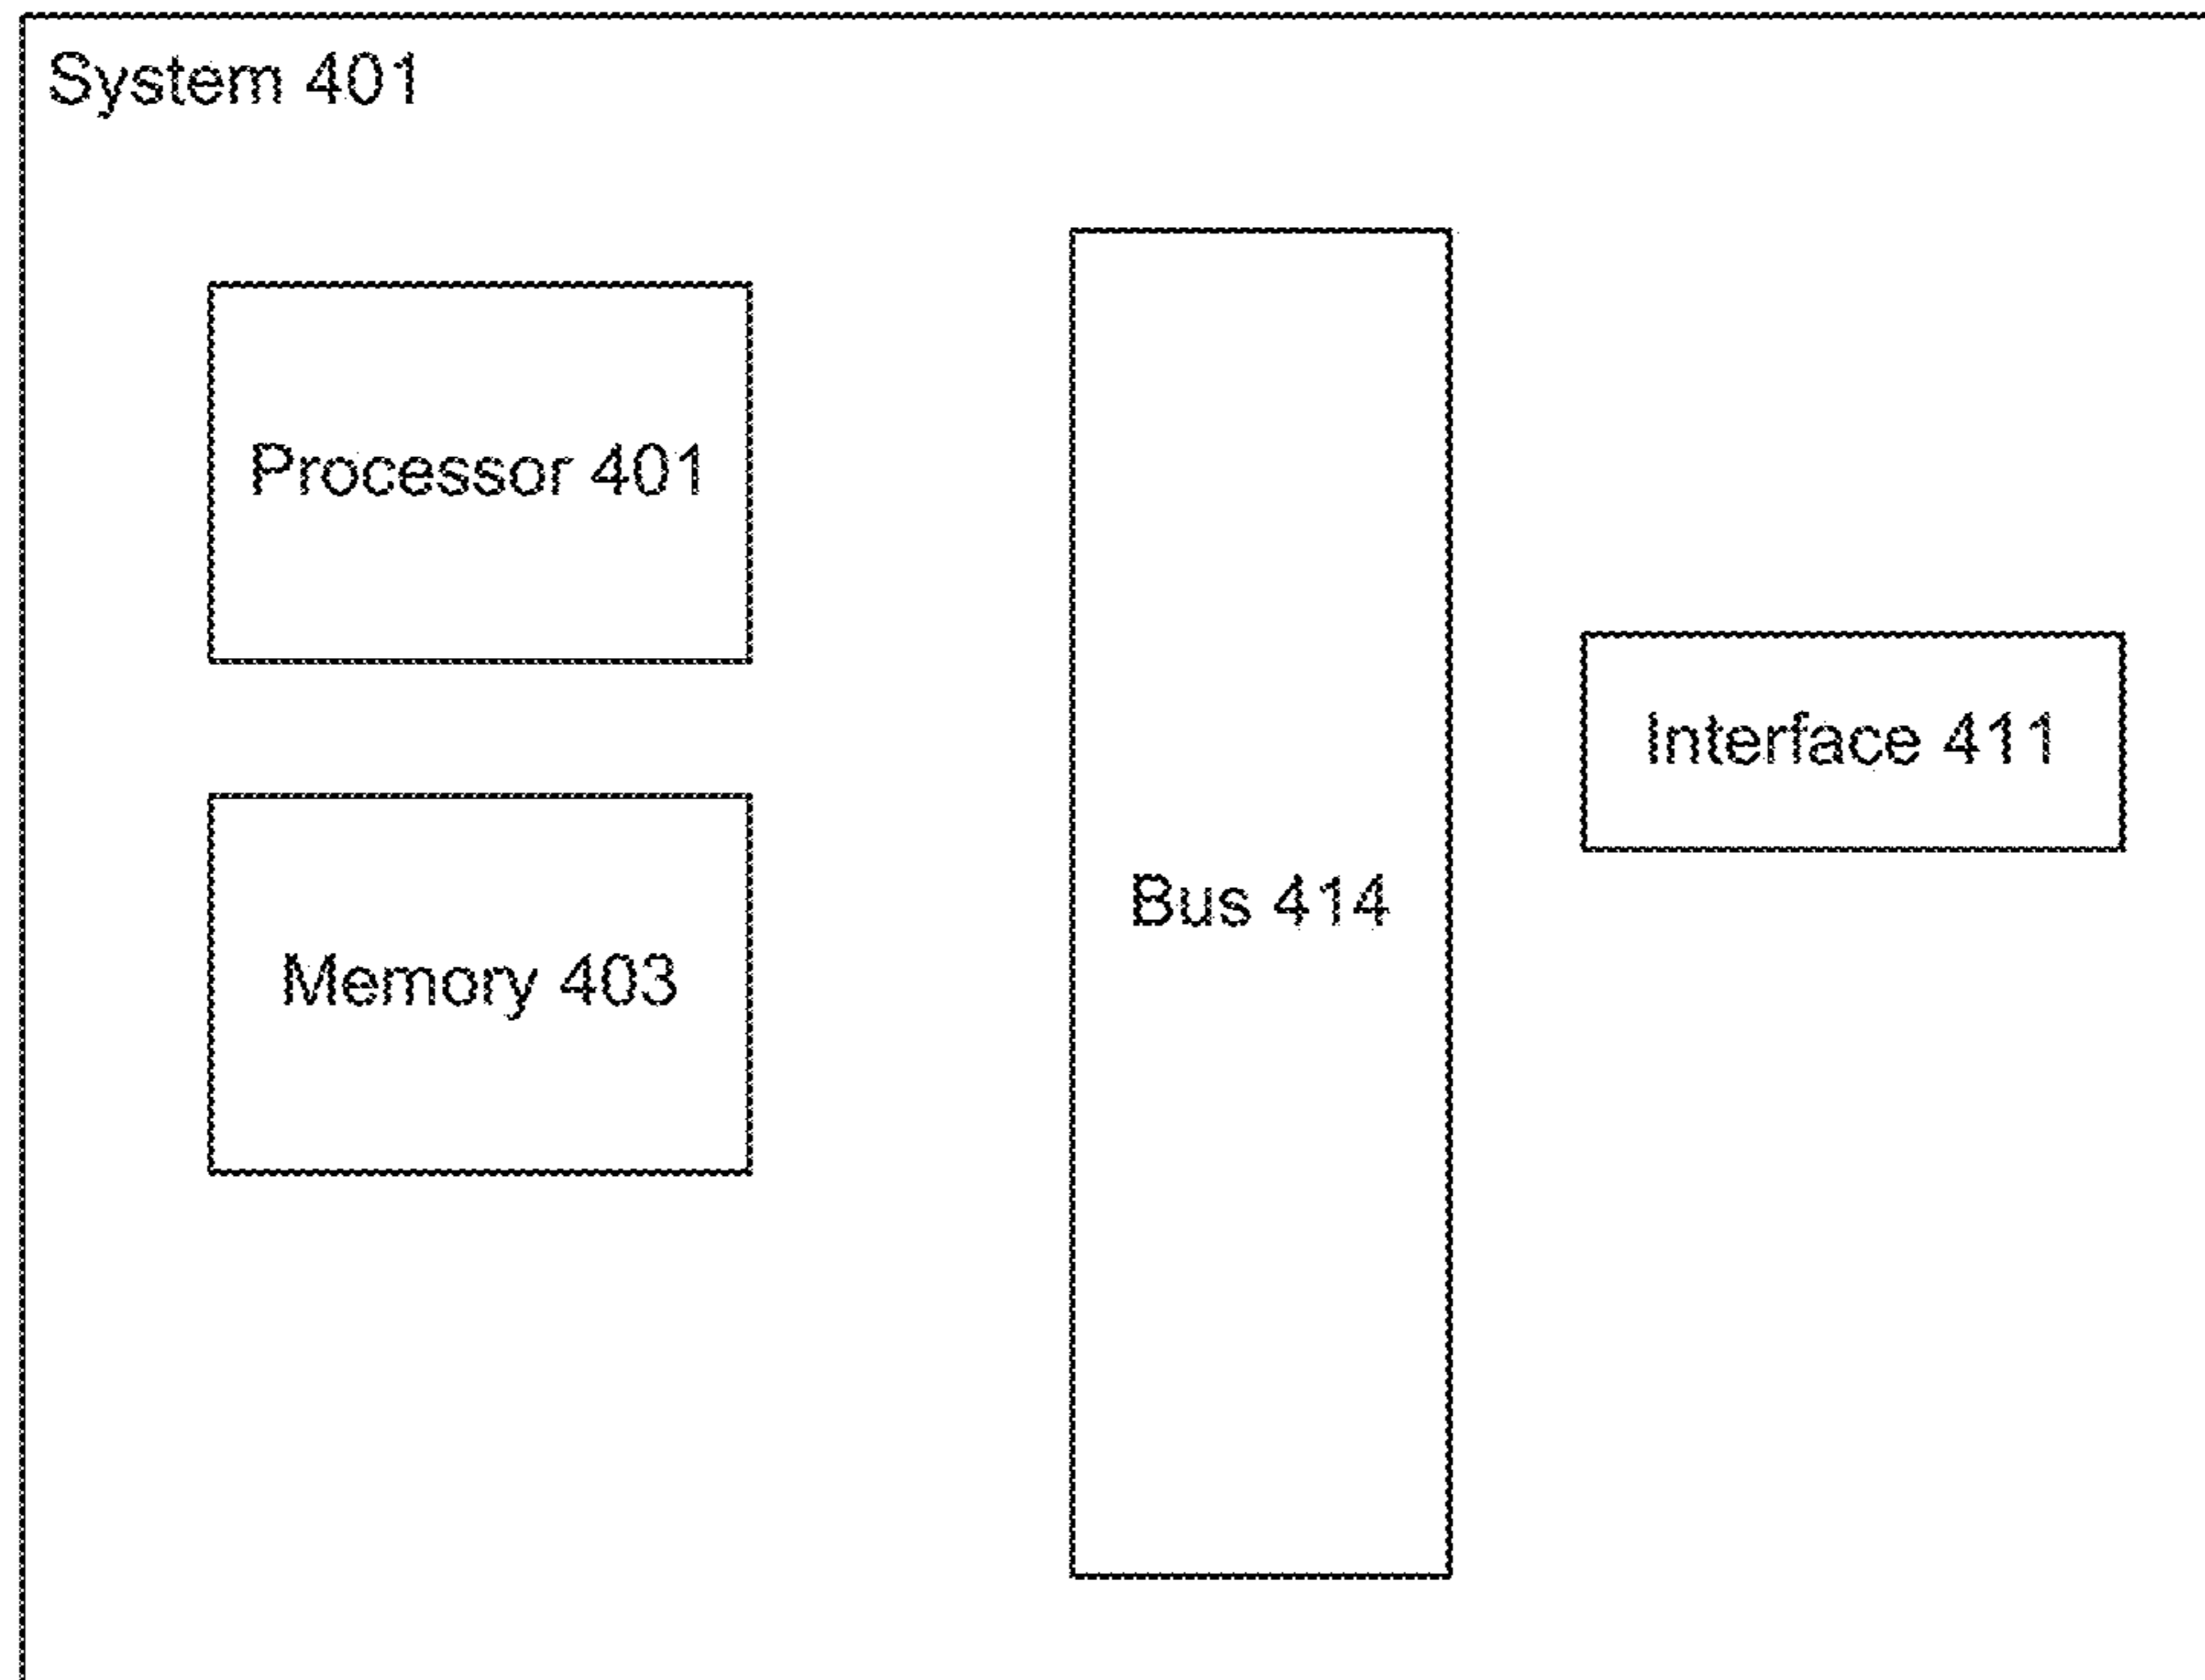 System 401
Processor 401
Interface 411
Bus 414
Memory 403